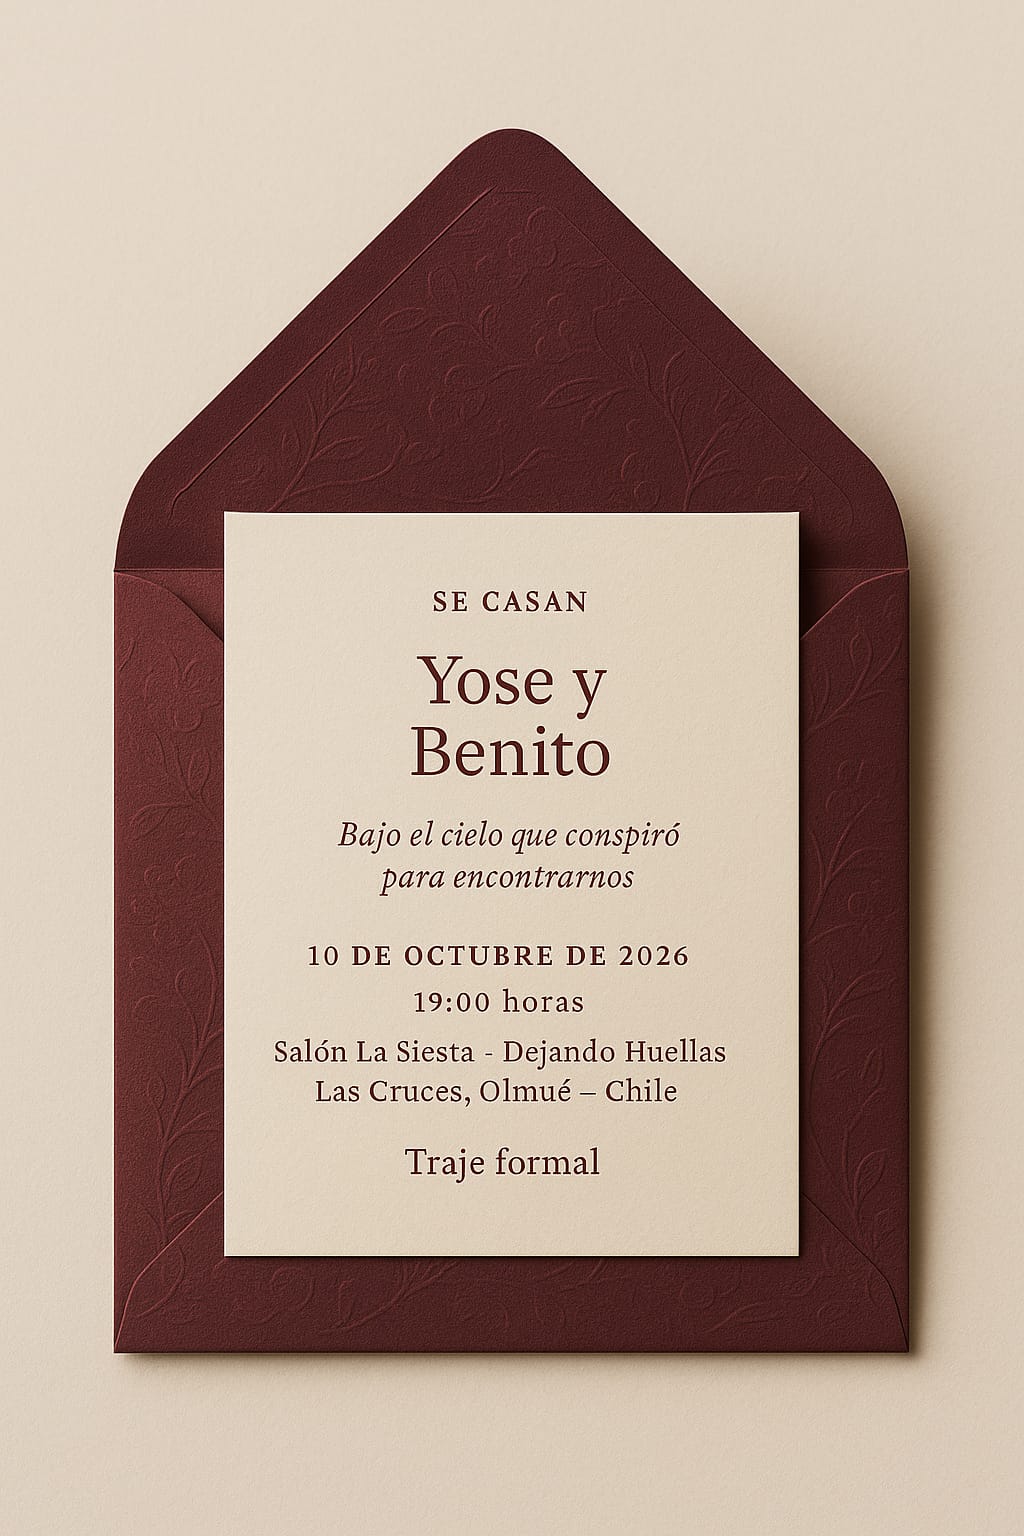 SE CASAN
Yose y
Benito
Bajo el cielo que conspiró
para encontrarnos
10 DE OCTUBRE DE 2026
19:00 horas
Salón La Siesta - Dejando Huellas
Las Cruces, Olmué – Chile
Traje formal